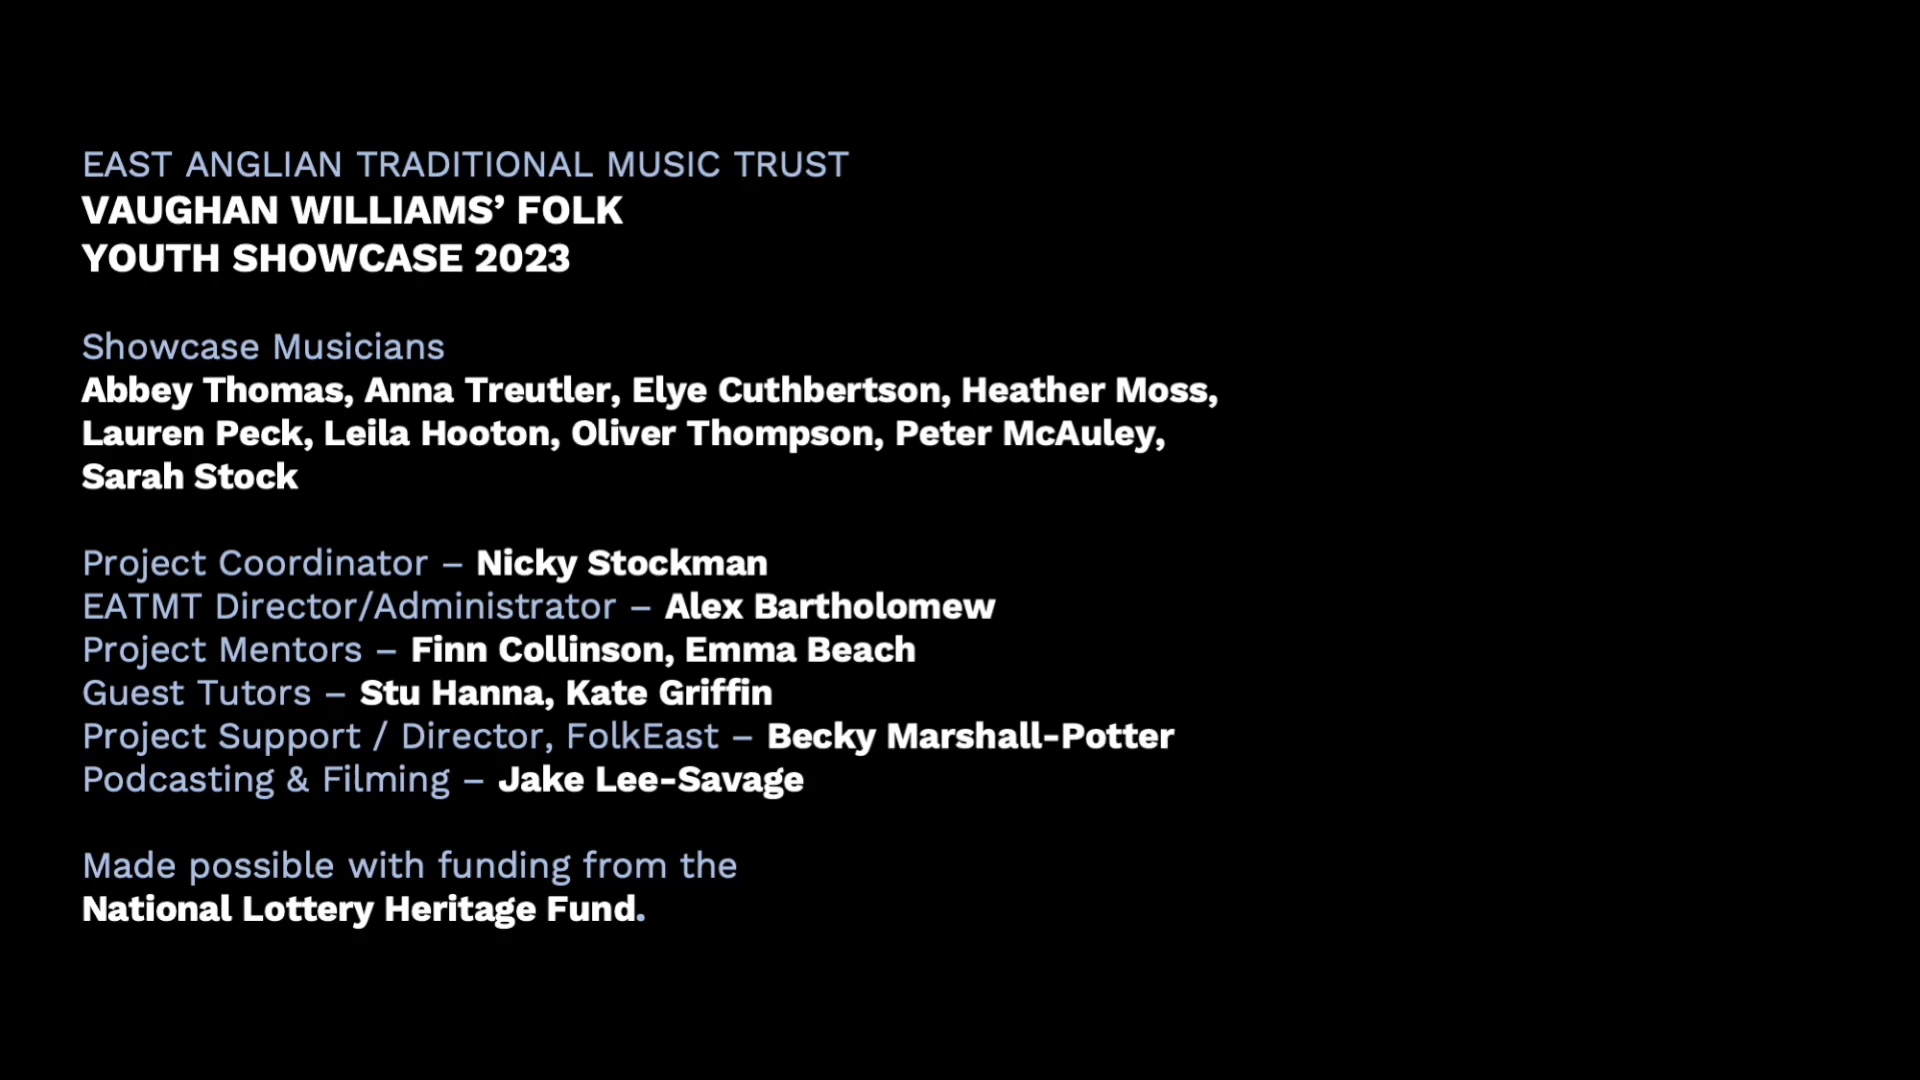 EAST ANGLIAN TRADITIONAL MUSIC TRUST
VAUGHAN WILLIAMS’ FOLK
YOUTH SHOWCASE 2023
Showcase Musicians
Abbey Thomas, Anna Treutler, Elye Cuthbertson, Heather Moss,
Lauren Peck, Leila Hooton, Oliver Thompson, Peter McAuley,
Sarah Stock
Project Coordinator – Nicky Stockman
EATMT Director/Administrator – Alex Bartholomew
Project Mentors – Finn Collinson, Emma Beach
Guest Tutors – Stu Hanna, Kate Griffin
Project Support / Director, FolkEast – Becky Marshall-Potter
Podcasting & Filming – Jake Lee-Savage
Made possible with funding from the
National Lottery Heritage Fund.